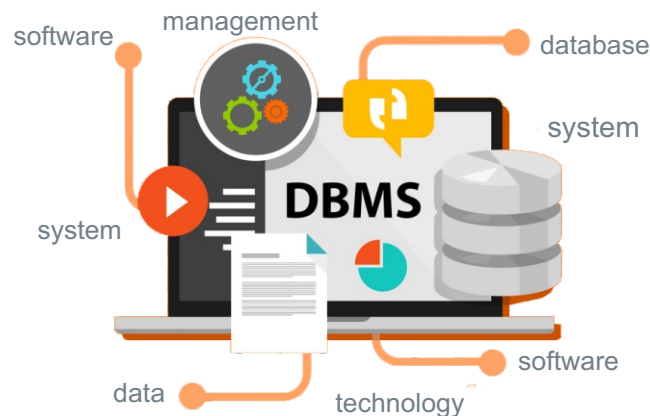 management
software
database
system
DBMS
system
software
data
technology